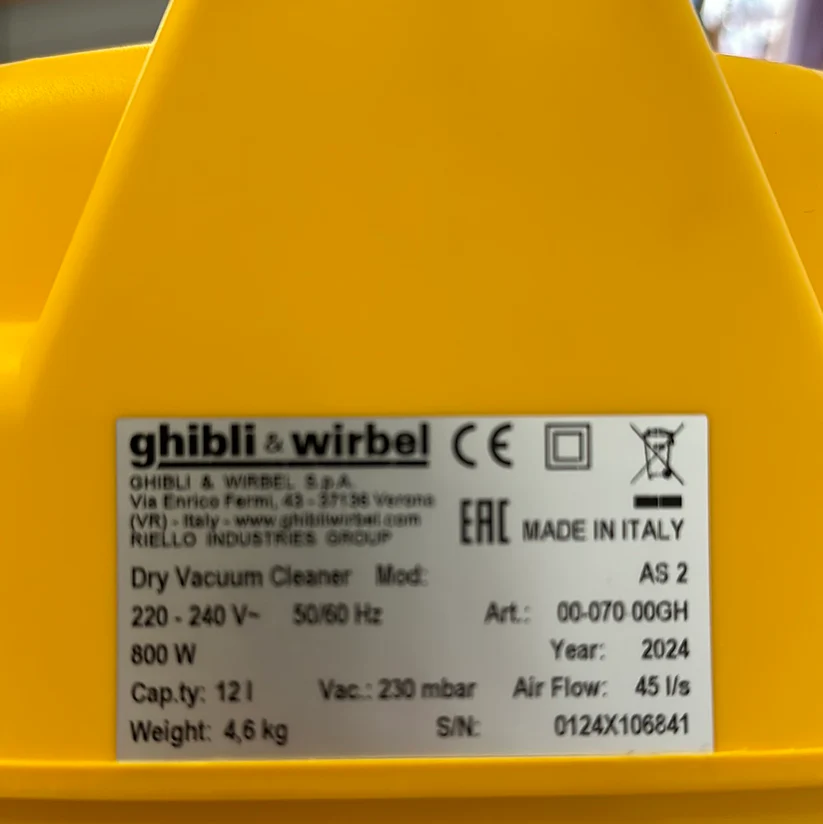 ghibli & wirbel CE
GHIBLI & WIRBEL S.p.A.
Via Enrico Fermi, 43 - 37136 Verona
(VR) - Italy - www.ghibliwirbel.com
RIELLO INDUSTRIES GROUP
EAC MADE IN ITALY
Dry Vacuum Cleaner Mod: AS 2
220 - 240 V~ 50/60 Hz Art.: 00-070 00GH
800 W Year: 2024
Cap.ty: 12 l Vac.: 230 mbar Air Flow: 45 l/s
Weight: 4,6 kg S/N: 0124X106841